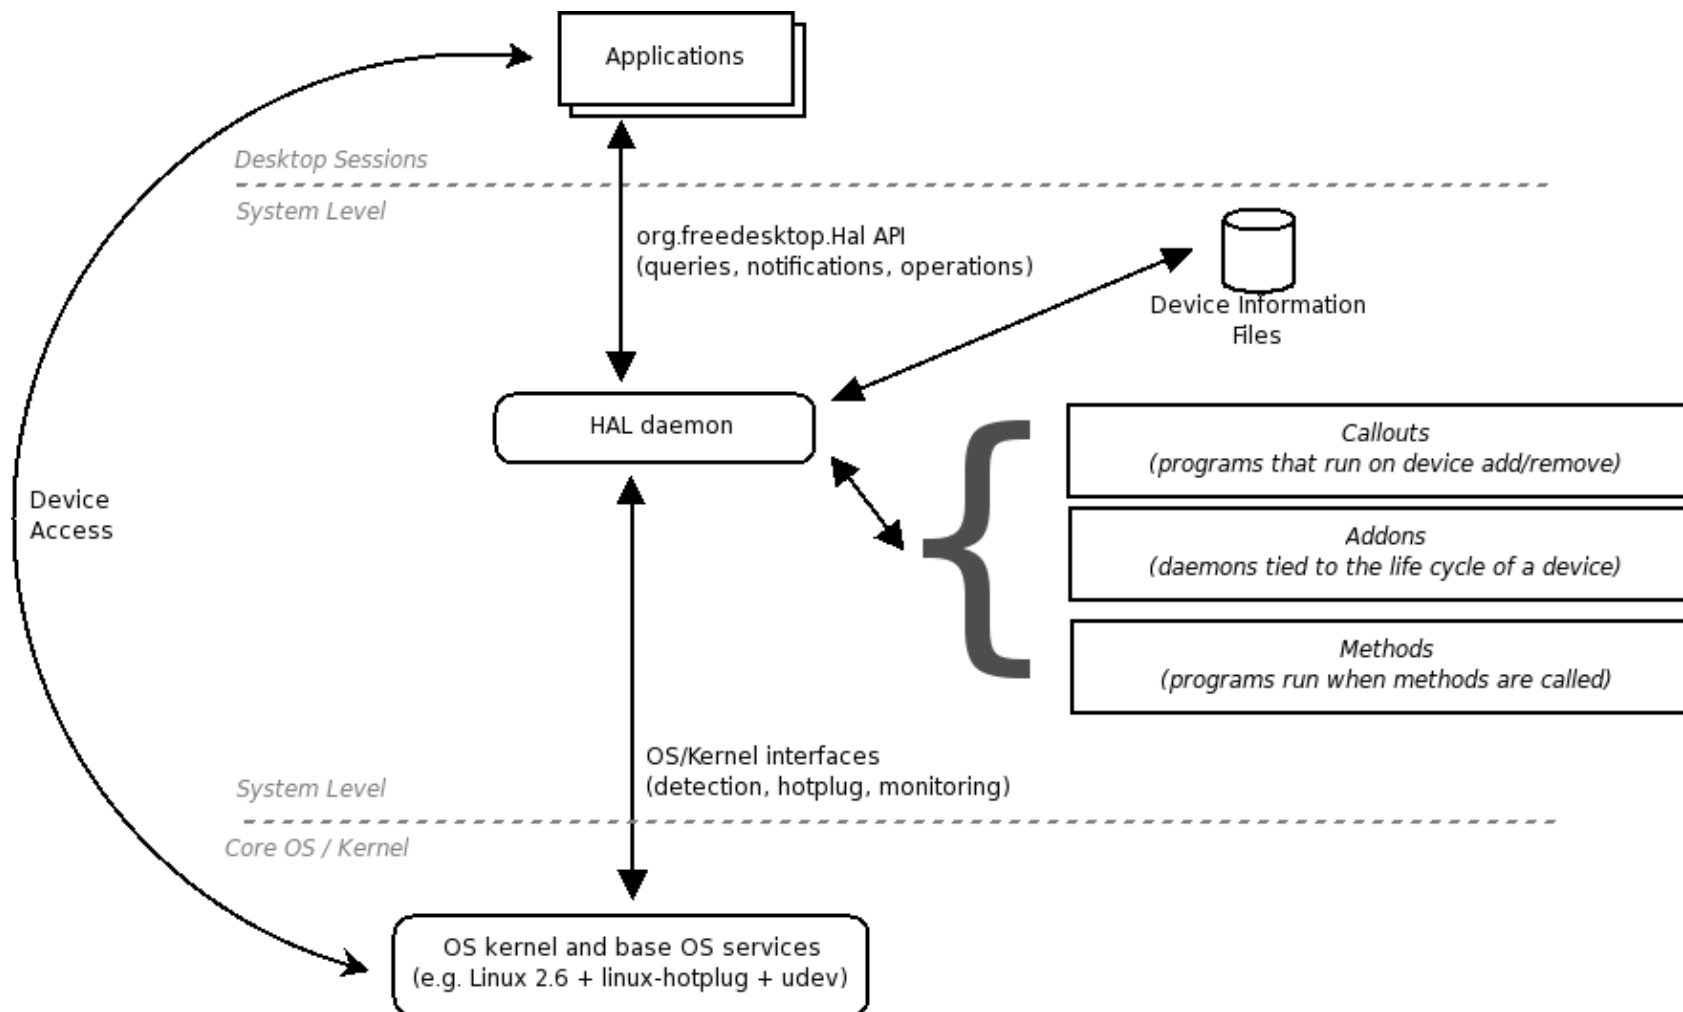 Applications
Desktop Sessions
System Level
org.freedesktop.Hal API
(queries, notifications, operations)
Device Information
Files
HAL daemon
Callouts
(programs that run on device add/remove)
Device
Access
Addons
(daemons tied to the life cycle of a device)
Methods
(programs run when methods are called)
OS/Kernel interfaces
(detection, hotplug, monitoring)
System Level
Core OS / Kernel
OS kernel and base OS services
(e.g. Linux 2.6 + linux-hotplug + udev)